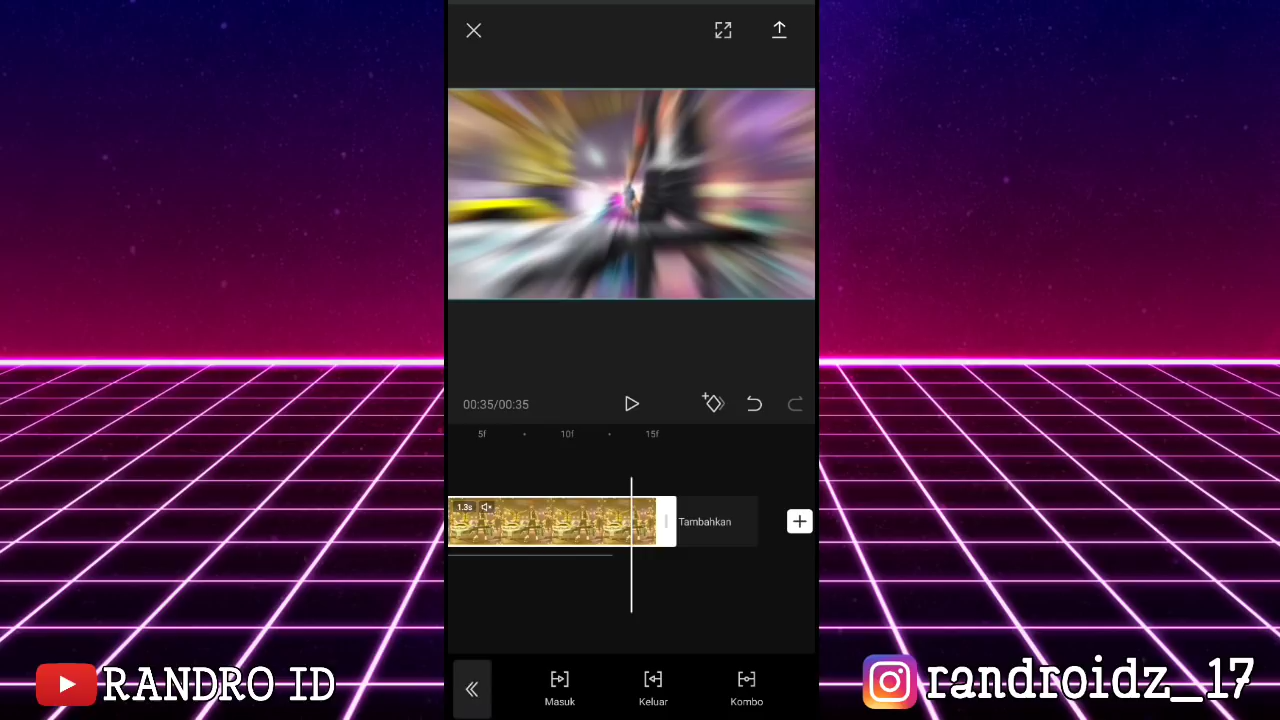 00:35/00:35
5f
10f
15f
1.3s
Tambahkan
Masuk
Keluar
Kombo
RANDRO ID
randroidz_17